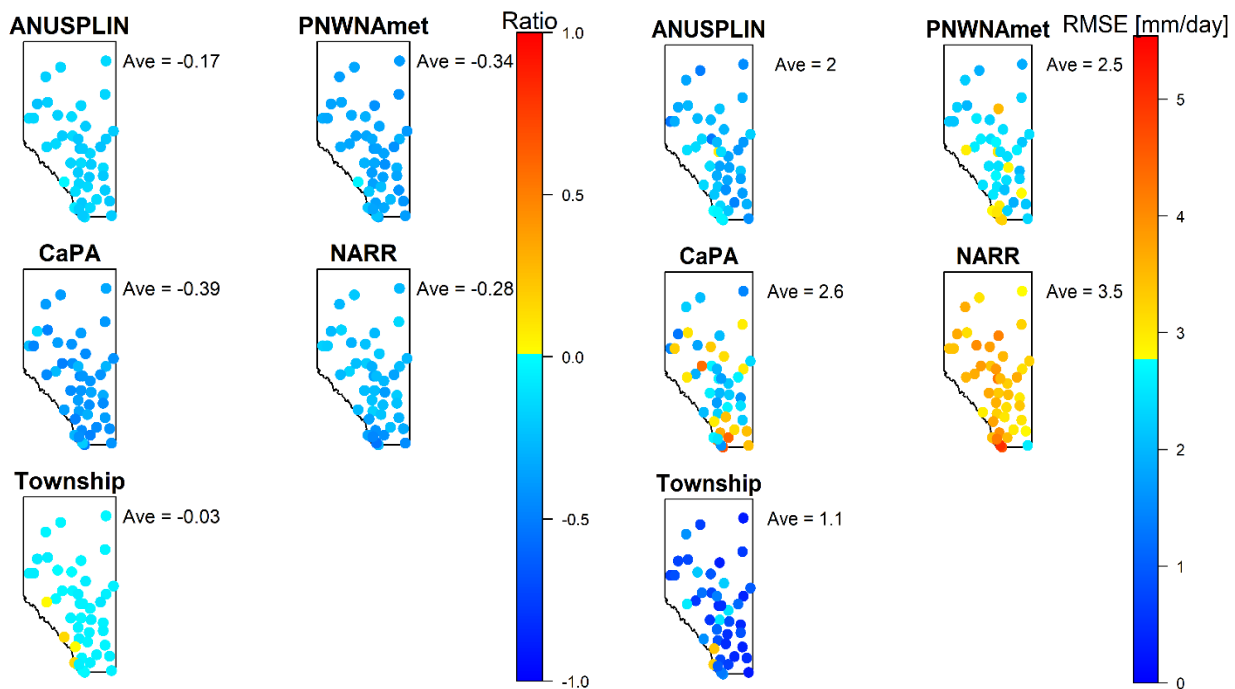 ANUSPLIN
Ave = -0.17
PNWNAmet
Ave = -0.34
CaPA
Ave = -0.39
NARR
Ave = -0.28
Township
Ave = -0.03
Ratio
1.0
0.5
0.0
-0.5
-1.0
ANUSPLIN
Ave = 2
PNWNAmet
Ave = 2.5
CaPA
Ave = 2.6
NARR
Ave = 3.5
Township
Ave = 1.1
RMSE [mm/day]
5
4
3
2
1
0